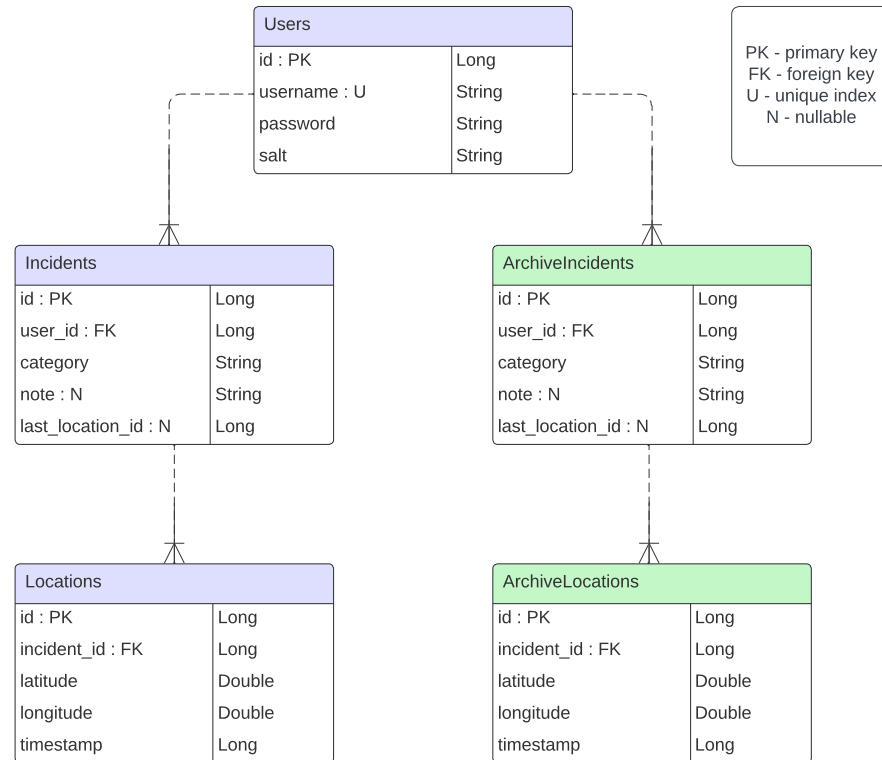 Users
id : PK Long
username : U String
password String
salt String
PK - primary key
FK - foreign key
U - unique index
N - nullable
Incidents
id : PK Long
user_id : FK Long
category String
note : N String
last_location_id : N Long
ArchiveIncidents
id : PK Long
user_id : FK Long
category String
note : N String
last_location_id : N Long
Locations
id : PK Long
incident_id : FK Long
latitude Double
longitude Double
timestamp Long
ArchiveLocations
id : PK Long
incident_id : FK Long
latitude Double
longitude Double
timestamp Long